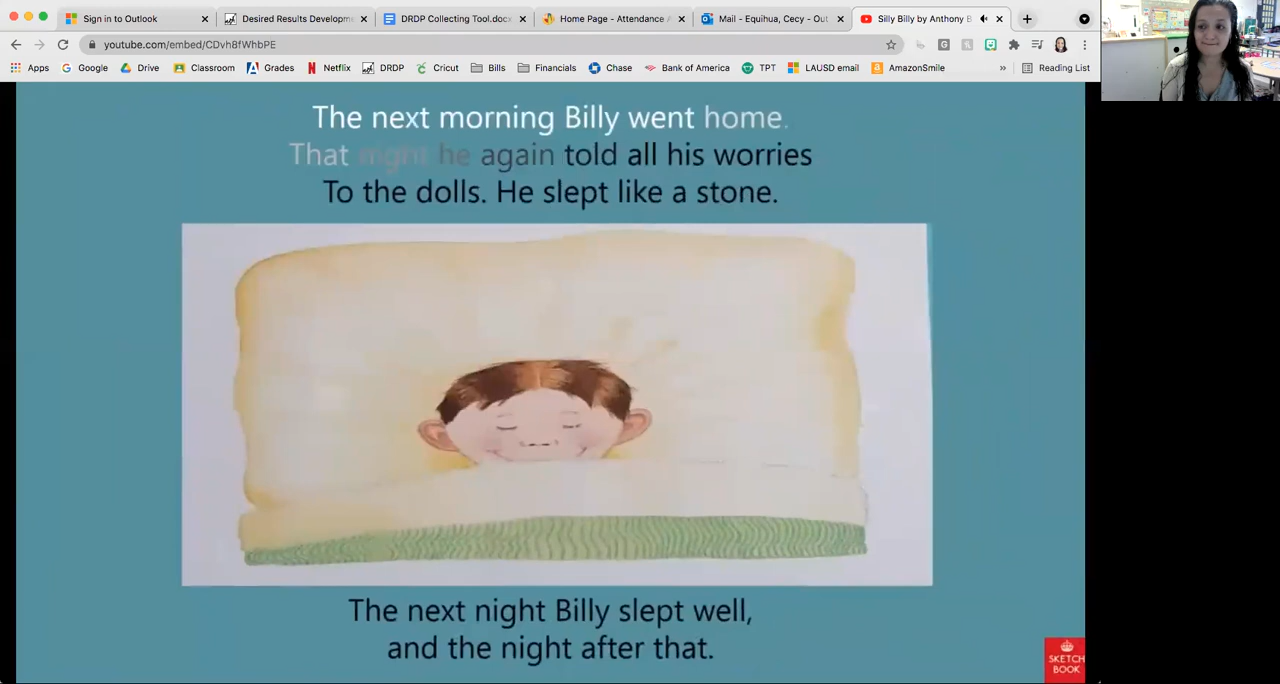 Sign in to Outlook
Desired Results Developm
DRDP Collecting Tool.docx
Home Page - Attendance A
Mail - Equihua, Cecy - Out
Silly Billy by Anthony B
youtube.com/embed/CDvh8fWhbPE
Apps Google Drive Classroom Grades Netflix DRDP Cricut Bills Financials Chase Bank of America TPT LAUSD email AmazonSmile » Reading List
The next morning Billy went home.
That night he again told all his worries
To the dolls. He slept like a stone.
The next night Billy slept well,
and the night after that.
SKETCH
BOOK